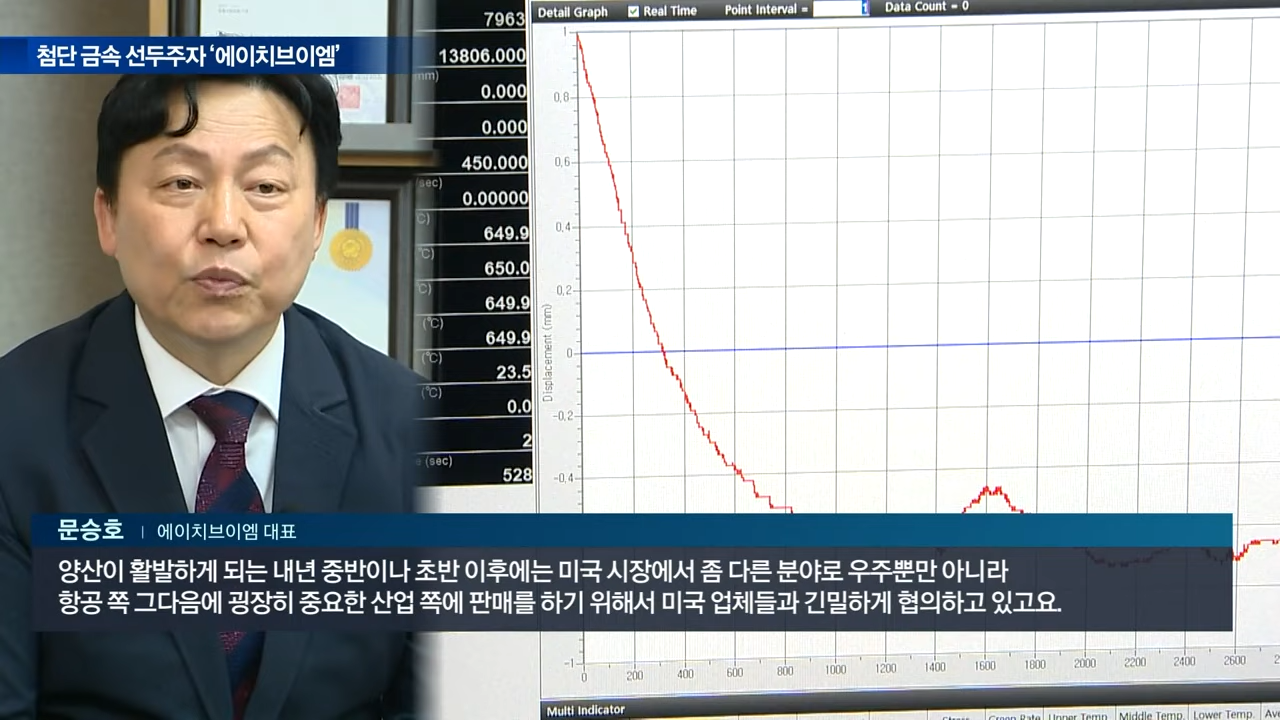 첨단 금속 선두주자 ‘에이치브이엠’
7963
13806.000
mm)
0.000
0.000
450.000
(sec)
0.00000
649.9
(℃)
650.0
(℃)
649.9
(℃)
649.9
(℃)
23.5
(℃)
0.0
2
(sec)
528
Detail Graph
Real Time
Point Interval =
1
Data Count = 0
1
0,8
0,6
0,4
0,2
0
-0.2
-0.4
-1
Displacement (mm)
0 200 400 600 800 1000 1200 1400 1600 1800 2000 2200 2400 2600
문승호 | 에이치브이엠 대표
양산이 활발하게 되는 내년 중반이나 초반 이후에는 미국 시장에서 좀 다른 분야로 우주뿐만 아니라
항공 쪽 그다음에 굉장히 중요한 산업 쪽에 판매를 하기 위해서 미국 업체들과 긴밀하게 협의하고 있고요.
Multi Indicator
Stress Creep Rate Upper Temp. Middle Temp. Lower Temp.